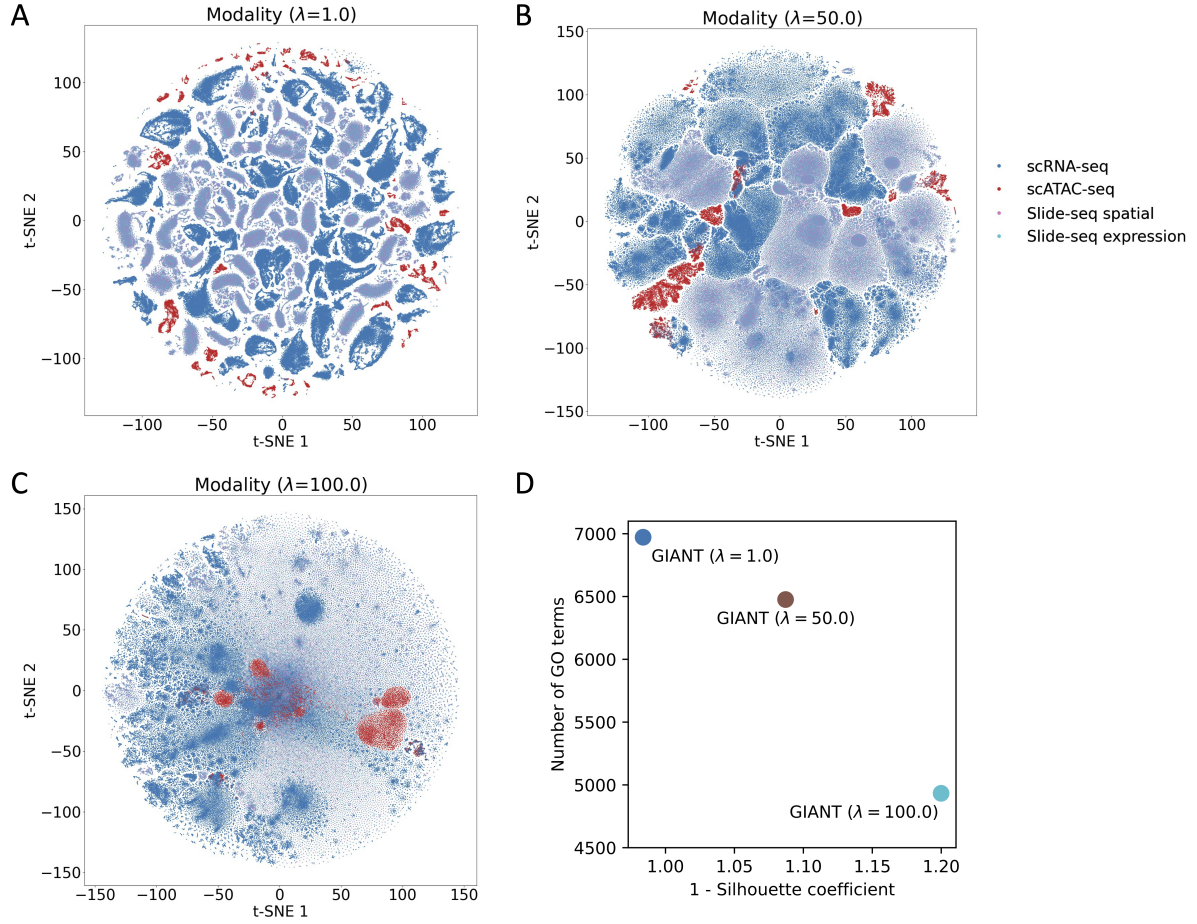 A
Modality (λ=1.0)
t-SNE 2
100
50
0
−50
−100
−100
−50
0
50
100
t-SNE 1
B
Modality (λ=50.0)
t-SNE 2
150
100
50
0
−50
−100
−150
−100
−50
0
50
100
t-SNE 1
scRNA-seq
scATAC-seq
Slide-seq spatial
Slide-seq expression
C
Modality (λ=100.0)
t-SNE 2
150
100
50
0
−50
−100
−150
−150
−100
−50
0
50
100
150
t-SNE 1
D
Number of GO terms
7000
6500
6000
5500
5000
4500
GIANT (λ = 1.0)
GIANT (λ = 50.0)
GIANT (λ = 100.0)
1.00
1.05
1.10
1.15
1.20
1 - Silhouette coefficient